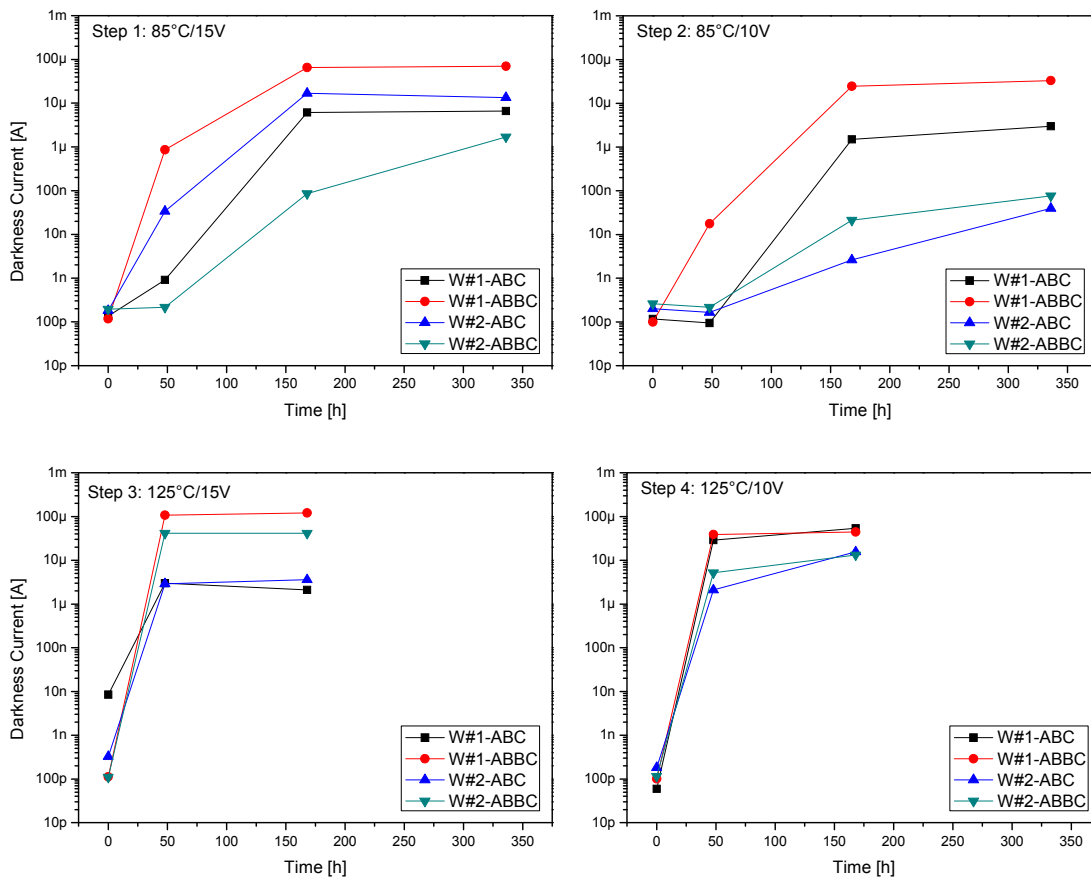 Step 1: 85°C/15V
1m
100µ
10µ
1µ
100n
10n
1n
100p
10p
Darkness Current [A]
W#1-ABC
W#1-ABBC
W#2-ABC
W#2-ABBC
0 50 100 150 200 250 300 350
Time [h]
Step 2: 85°C/10V
1m
100µ
10µ
1µ
100n
10n
1n
100p
10p
W#1-ABC
W#1-ABBC
W#2-ABC
W#2-ABBC
0 50 100 150 200 250 300 350
Time [h]
Step 3: 125°C/15V
1m
100µ
10µ
1µ
100n
10n
1n
100p
10p
Darkness Current [A]
W#1-ABC
W#1-ABBC
W#2-ABC
W#2-ABBC
0 50 100 150 200 250 300 350
Time [h]
Step 4: 125°C/10V
1m
100µ
10µ
1µ
100n
10n
1n
100p
10p
W#1-ABC
W#1-ABBC
W#2-ABC
W#2-ABBC
0 50 100 150 200 250 300 350
Time [h]